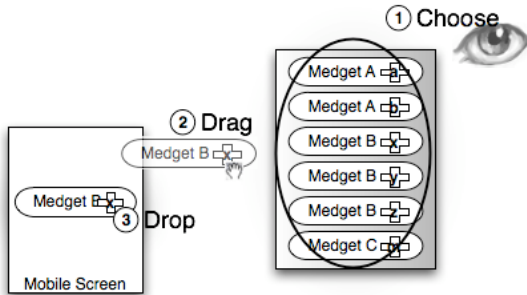 1 Choose
Medget A a
Medget A b
Medget B x
Medget B y
Medget B z
Medget C
2 Drag
Medget B x
Medget B x
3 Drop
Mobile Screen